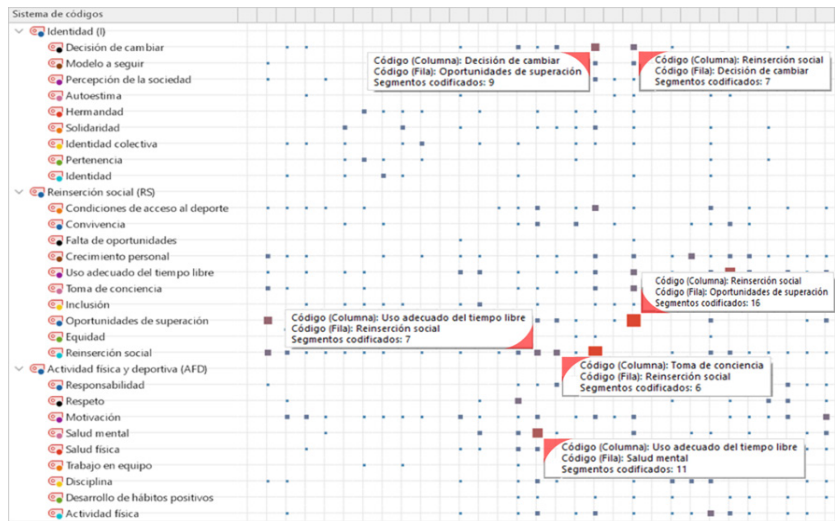 Sistema de códigos
Identidad (I)
Decisión de cambiar
Modelo a seguir
Percepción de la sociedad
Autoestima
Hermandad
Solidaridad
Identidad colectiva
Pertenencia
Identidad
Reinserción social (RS)
Condiciones de acceso al deporte
Convivencia
Falta de oportunidades
Crecimiento personal
Uso adecuado del tiempo libre
Toma de conciencia
Inclusión
Oportunidades de superación
Equidad
Reinserción social
Actividad física y deportiva (AFD)
Responsabilidad
Respeto
Motivación
Salud mental
Salud física
Trabajo en equipo
Disciplina
Desarrollo de hábitos positivos
Actividad física
Código (Columna): Decisión de cambiar
Código (Fila): Oportunidades de superación
Segmentos codificados: 9
Código (Columna): Reinserción social
Código (Fila): Decisión de cambiar
Segmentos codificados: 7
Código (Columna): Reinserción social
Código (Fila): Oportunidades de superación
Segmentos codificados: 16
Código (Columna): Uso adecuado del tiempo libre
Código (Fila): Reinserción social
Segmentos codificados: 7
Código (Columna): Toma de conciencia
Código (Fila): Reinserción social
Segmentos codificados: 6
Código (Columna): Uso adecuado del tiempo libre
Código (Fila): Salud mental
Segmentos codificados: 11